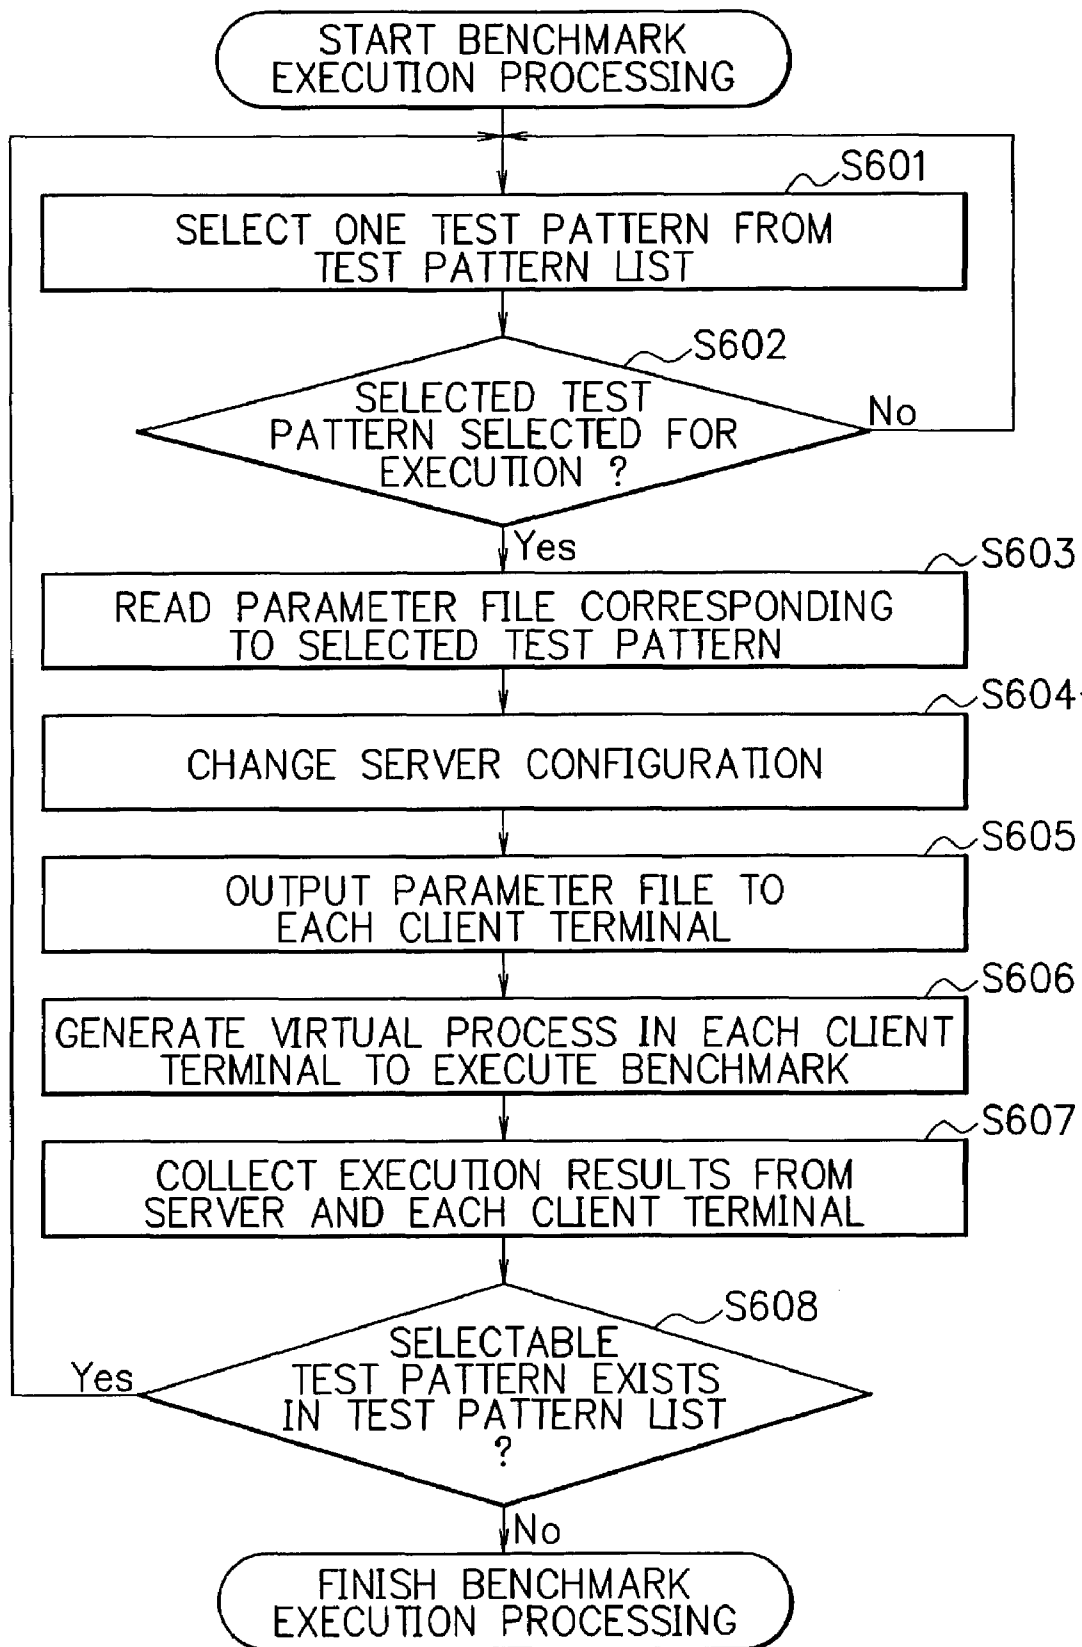 START BENCHMARK
EXECUTION PROCESSING
S601
SELECT ONE TEST PATTERN FROM
TEST PATTERN LIST
S602
SELECTED TEST
PATTERN SELECTED FOR
EXECUTION ?
No
Yes
S603
READ PARAMETER FILE CORRESPONDING
TO SELECTED TEST PATTERN
S604
CHANGE SERVER CONFIGURATION
S605
OUTPUT PARAMETER FILE TO
EACH CLIENT TERMINAL
S606
GENERATE VIRTUAL PROCESS IN EACH CLIENT
TERMINAL TO EXECUTE BENCHMARK
S607
COLLECT EXECUTION RESULTS FROM
SERVER AND EACH CLIENT TERMINAL
S608
SELECTABLE
TEST PATTERN EXISTS
IN TEST PATTERN LIST
?
Yes
No
FINISH BENCHMARK
EXECUTION PROCESSING